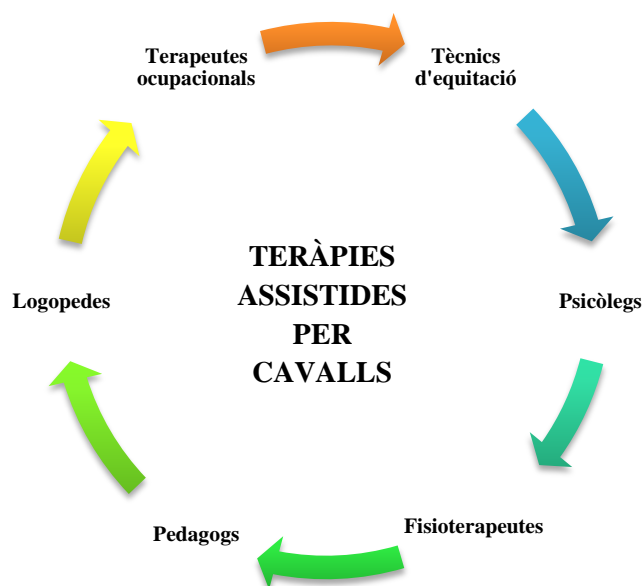 Terapeutes
ocupacionals
Tècnics
d'equitació
Psicòlegs
Fisioterapeutes
Pedagogs
Logopedes
TERÀPIES
ASSISTIDES
PER
CAVALLS